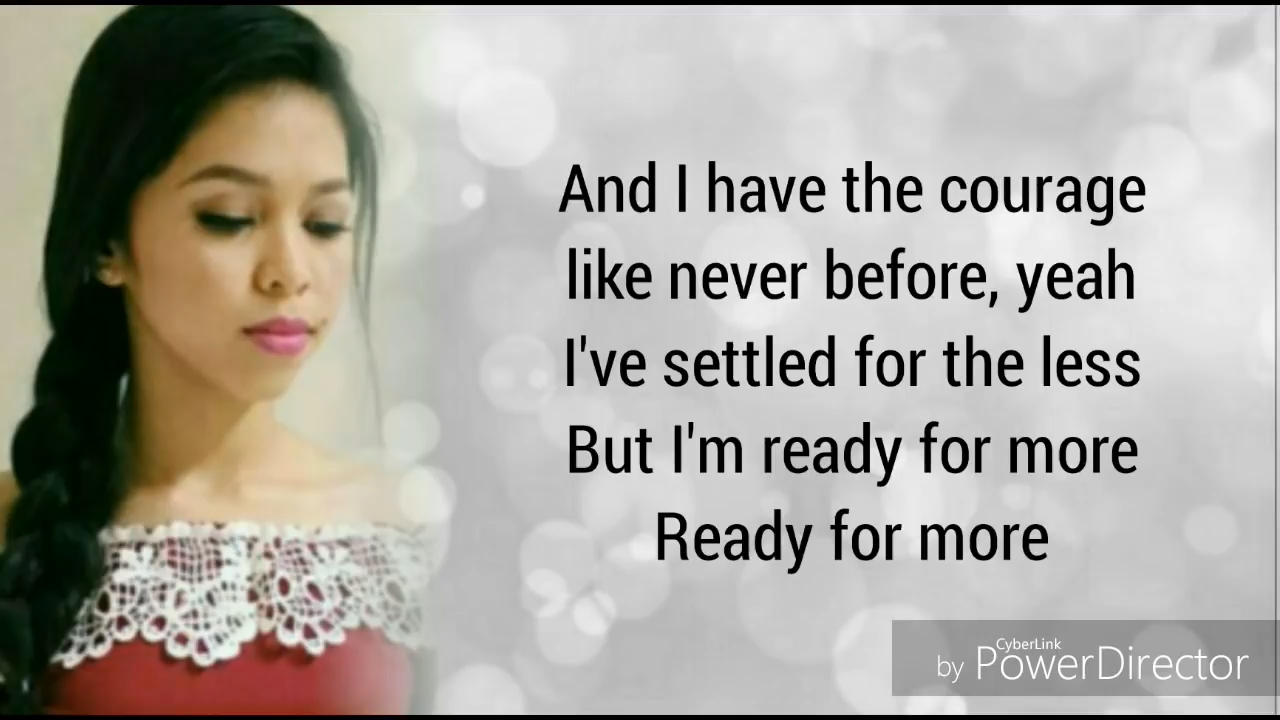 And I have the courage
like never before, yeah
I've settled for the less
But I'm ready for more
Ready for more
CyberLink
by PowerDirector